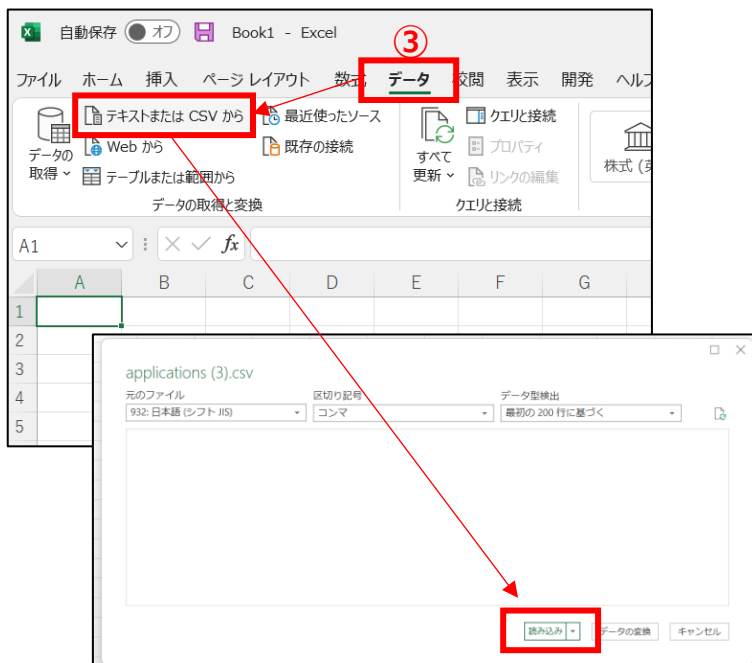 自動保存 オフ Book1 - Excel
③
ファイル ホーム 挿入 ページ レイアウト 数式 データ 校閲 表示 開発 ヘルプ
テキストまたは CSV から 最近使ったソース クエリと接続
Web から 既存の接続 プロパティ
データの取得 テーブルまたは範囲から すべて更新 リンクの編集 株式 (英
データの取得と変換 クエリと接続
A1 fx
A B C D E F G
1
2
3
4
5
applications (3).csv
元のファイル 区切り記号 データ型検出
932: 日本語 (シフト JIS) コンマ 最初の 200 行に基づく
読み込み データの変換 キャンセル